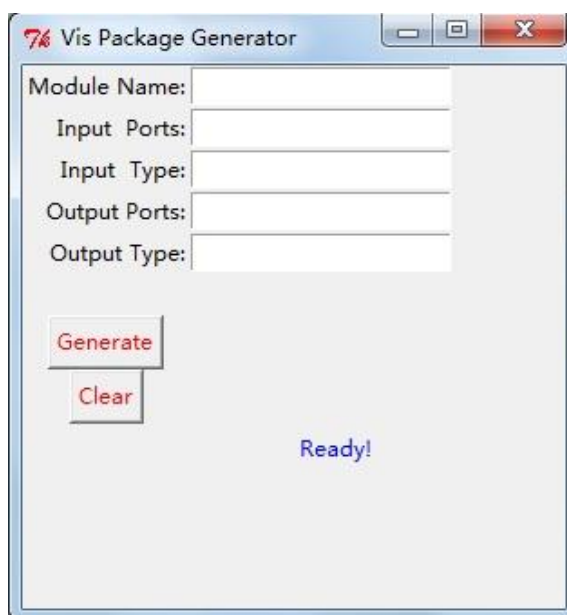 Vis Package Generator
Module Name:
Input Ports:
Input Type:
Output Ports:
Output Type:
Generate
Clear
Ready!